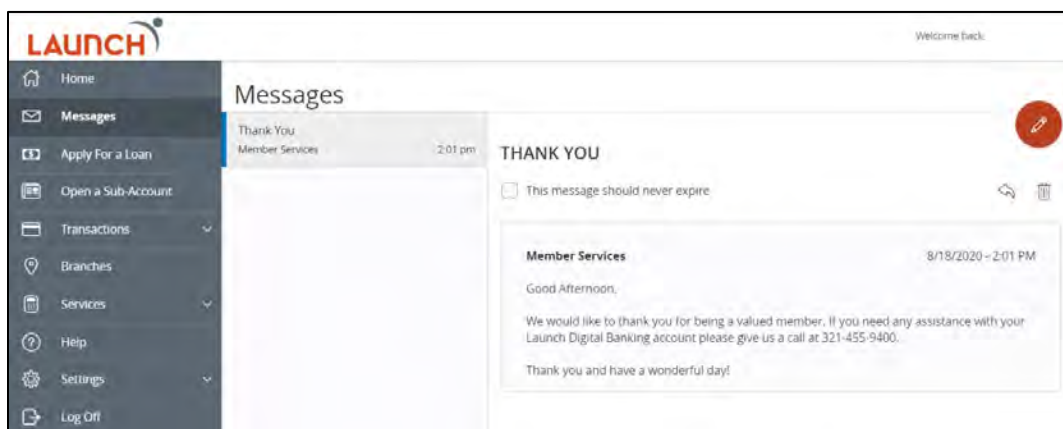 LAUNCH
Welcome back
Home
Messages
Apply For a Loan
Open a Sub-Account
Transactions
Branches
Services
Help
Settings
Log Off
Messages
Thank You
Member Services 2:01 pm
THANK YOU
This message should never expire
Member Services 8/18/2020 - 2:01 PM
Good Afternoon,
We would like to thank you for being a valued member. If you need any assistance with your
Launch Digital Banking account please give us a call at 321-455-9400.
Thank you and have a wonderful day!